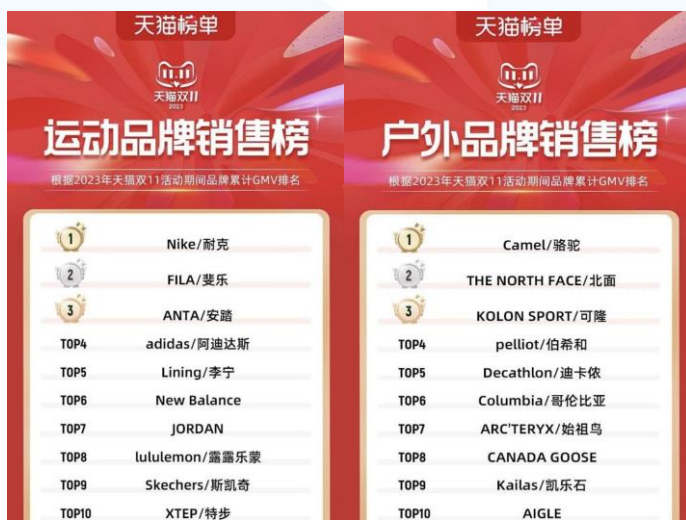 天猫榜单
11.11
天猫双11
2023
运动品牌销售榜
根据2023年天猫双11活动期间品牌累计GMV排名
1 Nike/耐克
2 FILA/斐乐
3 ANTA/安踏
TOP4 adidas/阿迪达斯
TOP5 Lining/李宁
TOP6 New Balance
TOP7 JORDAN
TOP8 lululemon/露露乐蒙
TOP9 Skechers/斯凯奇
TOP10 XTEP/特步
天猫榜单
11.11
天猫双11
2023
户外品牌销售榜
根据2023年天猫双11活动期间品牌累计GMV排名
1 Camel/骆驼
2 THE NORTH FACE/北面
3 KOLON SPORT/可隆
TOP4 pelliot/伯希和
TOP5 Decathlon/迪卡侬
TOP6 Columbia/哥伦比亚
TOP7 ARC'TERYX/始祖鸟
TOP8 CANADA GOOSE
TOP9 Kailas/凯乐石
TOP10 AIGLE